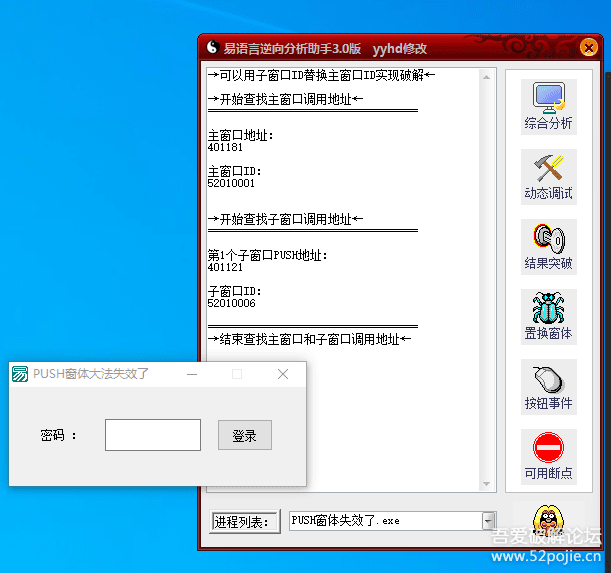 易语言逆向分析助手3.0版 yyhd修改
→可以用子窗口ID替换主窗口ID实现破解←
→开始查找主窗口调用地址←
主窗口地址:
401181
主窗口ID:
52010001
→开始查找子窗口调用地址←
第1个子窗口PUSH地址:
401121
子窗口ID:
52010006
→结束查找主窗口和子窗口调用地址←
综合分析
动态调试
结果突破
置换窗体
按钮事件
可用断点
易 PUSH窗体大法失效了
密码 :
登录
进程列表:
PUSH窗体失效了.exe
吾爱破解论坛
www.52pojie.cn